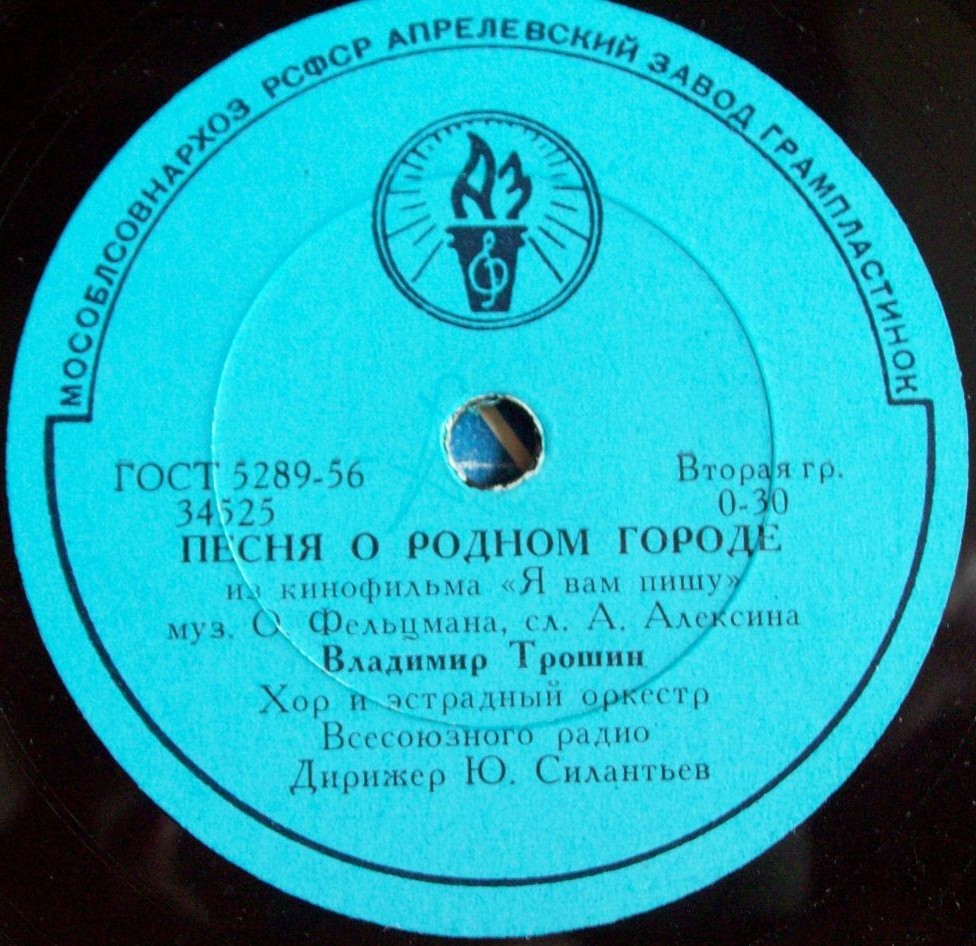 МОСОБЛСОВНАРХОЗ РСФСР АПРЕЛЕВСКИЙ ЗАВОД ГРАМПЛАСТИНОК
АЗ
ГОСТ 5289-56
Вторая гр.
34525
0-30
ПЕСНЯ О РОДНОМ ГОРОДЕ
из кинофильма «Я вам пишу»
муз. О. Фельцмана, сл. А. Алексина
Владимир Трошин
Хор и эстрадный оркестр
Всесоюзного радио
Дирижер Ю. Силантьев